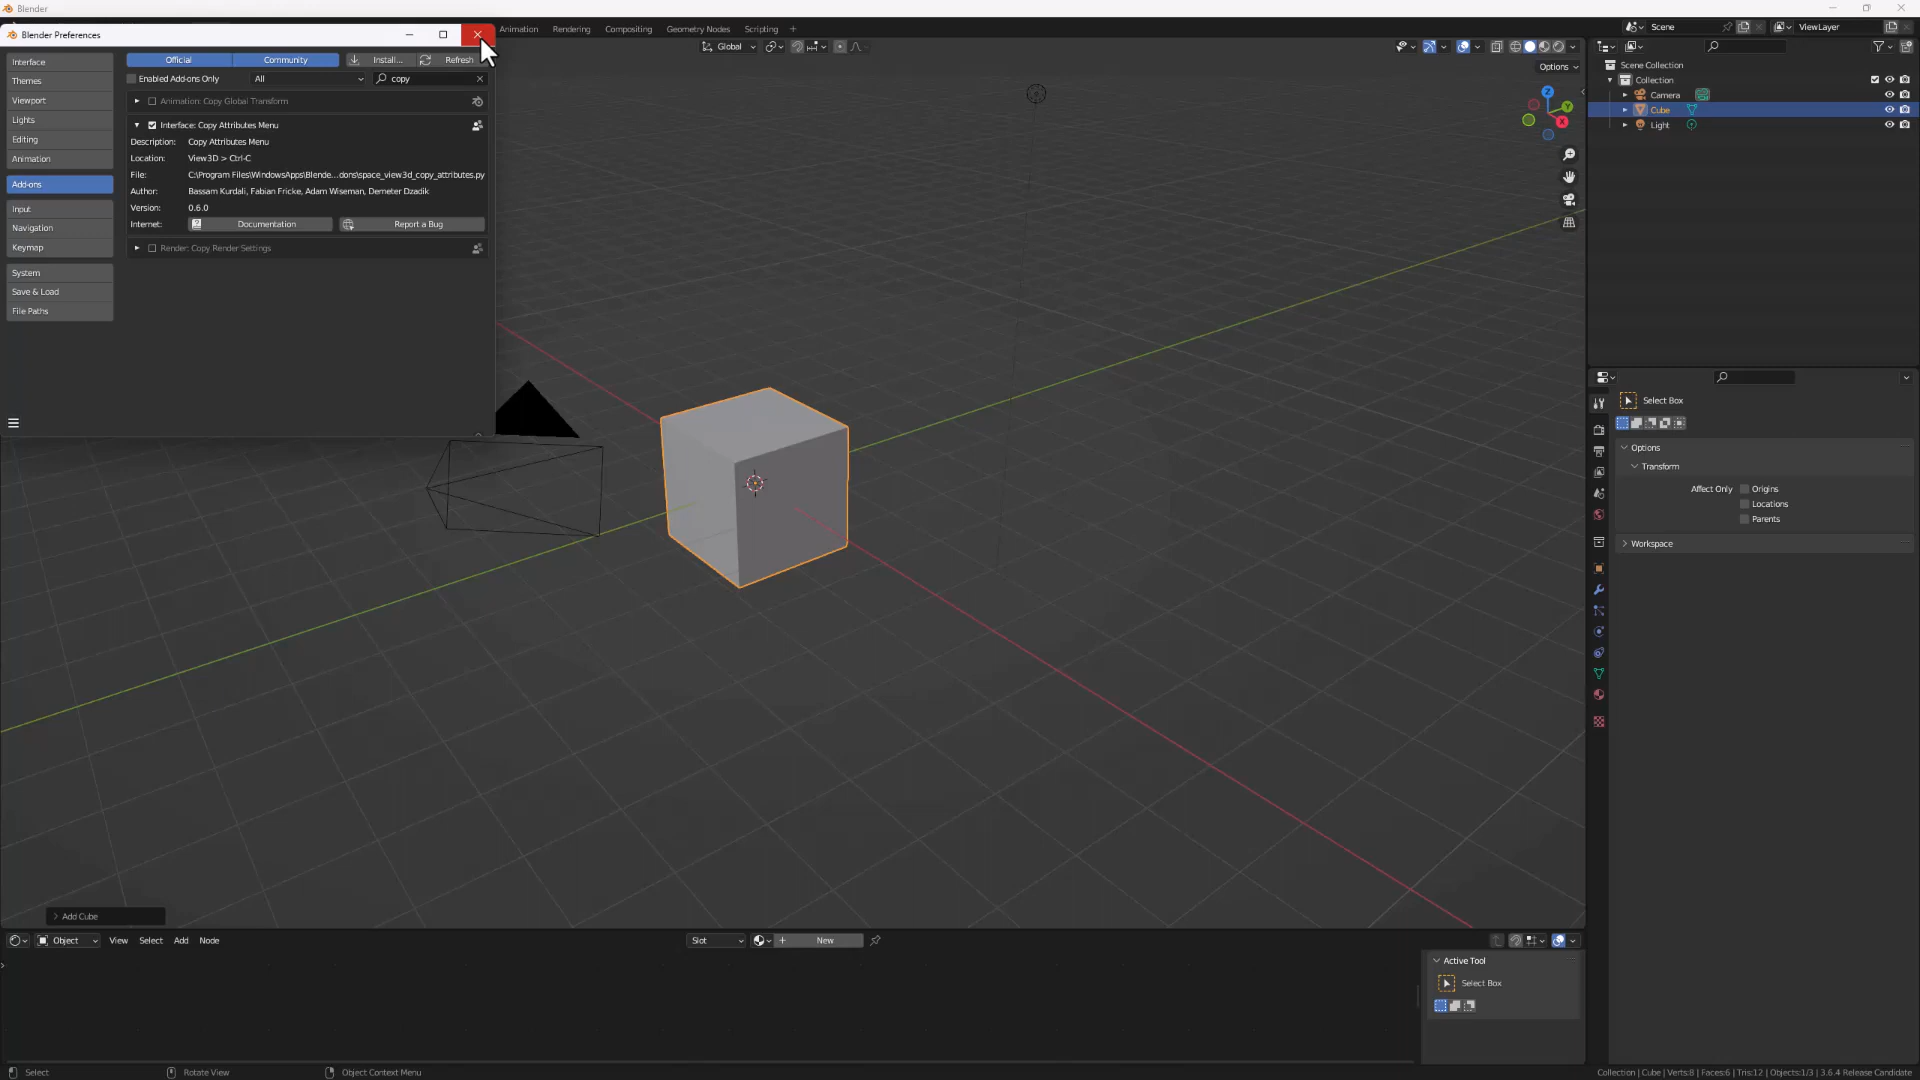 Blender
Blender Preferences
Animation
Rendering
Compositing
Geometry Nodes
Scripting
Scene
ViewLayer
Interface
Themes
Viewport
Lights
Editing
Animation
Add-ons
Input
Navigation
Keymap
System
Save & Load
File Paths
Official
Community
Install...
Refresh
Enabled Add-ons Only
All
copy
Animation: Copy Global Transform
Interface: Copy Attributes Menu
Description: Copy Attributes Menu
Location: View3D > Ctrl-C
File: C:\Program Files\WindowsApps\Blende...dons\space_view3d_copy_attributes.py
Author: Bassam Kurdali, Fabian Fricke, Adam Wiseman, Demeter Dzadik
Version: 0.6.0
Internet: Documentation Report a Bug
Render: Copy Render Settings
Global
Options
Z
Y
X
Scene Collection
Collection
Camera
Cube
Light
Select Box
Options
Transform
Affect Only Origins
Locations
Parents
Workspace
Add Cube
Object
View
Select
Add
Node
Slot
New
Active Tool
Select Box
Select
Rotate View
Object Context Menu
Collection | Cube | Verts:8 | Faces:6 | Tris:12 | Objects:1/3 | 3.6.4 Release Candidate